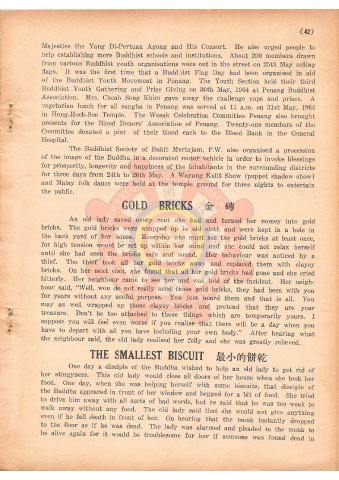 (42)
Majesties the Yang Di-Pertuan Agung and His Consort. He also urged people to
help establishing more Buddhist schools and institutions. About 200 members drawn
from various Buddhist youth organisations were out in the street on 25th May selling
flags. It was the first time that a Buddhist Flag Day had been organised in aid
of the Buddhist Youth Movement in Penang. The Youth Section held their third
Buddhist Youth Gathering and Prize Giving on 30th May, 1964 at Penang Buddhist
Association. Mrs. Cheah Seng Khim gave away the challenge cups and prizes. A
vegetarian lunch for all sangha in Penang was served at 11 a.m. on 31st May, 1964
in Hong-Hock-See Temple. The Wesak Celebration Committee Penang also brought
presents for the Blood Donors' Association of Penang. Twenty-one members of the
Committee donated a pint of their blood each to the Blood Bank in the General
Hospital.
The Buddhist Society of Bukit Mertajam, P.W. also organised a procession
of the image of the Buddha in a decorated motor vehicle in order to invoke blessings
for prosperity, longevity and happiness of the inhabitants in the surrounding districts
for three days from 24th to 26th May. A Wayang Kulit Show (puppet shadow show)
and Malay folk dance were held at the temple ground for three nights to entertain
the public.
GOLD BRICKS 金磚
An old lady saved every cent she had and turned her money into gold
bricks. The gold bricks were wrapped up in old cloth and were kept in a hole in
the back yard of her house. Everyday she must see the gold bricks at least once,
for high tension would be set up within her mind and she could not relax herself
until she had seen the bricks safe and sound. Her behaviour was noticed by a
thief. The thief took all her gold bricks away and replaced them with clayey
bricks. On her next visit, she found that all her gold bricks had gone and she cried
bitterly. Her neighbour came to see her and was told of the incident. Her neigh-
bour said, "Well, you do not really need those gold bricks, they had been with you
for years without any useful purpose. You just hoard them and that is all. You
may as well wrapped up those clayey bricks and pretend that they are your
treasure. Don't be too attached to those things which are temporarily yours. I
suppose you will feel even worse if you realise that there will be a day when you
have to depart with all you have including your own body." After hearing what
the neighbour said, the old lady realised her folly and she was greatly relieved.
THE SMALLEST BISCUIT 最小的餅乾
One day a disciple of the Buddha wished to help an old lady to get rid of
her stingyness. This old lady would close all doors of her house when she took her
food. One day, when she was helping herself with some biscuits, that disciple of
the Buddha appeared in front of her window and begged for a bit of food. She tried
to drive him away with all sorts of bad words, but he said that he was too weak to
walk away without any food. The old lady said that she would not give anything
even if he fell death in front of her. On hearing that the monk instantly dropped
to the floor as if he was dead. The lady was alarmed and pleaded to the monk to
be alive again for it would be troublesome for her if someone was found dead in